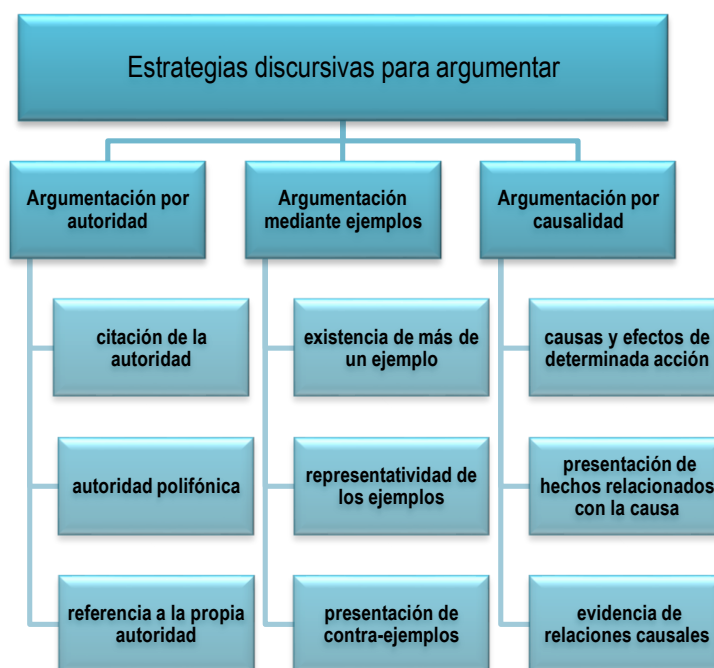 Estrategias discursivas para argumentar
Argumentación por
autoridad
Argumentación
mediante ejemplos
Argumentación por
causalidad
citación de la
autoridad
existencia de más de
un ejemplo
causas y efectos de
determinada acción
autoridad polifónica
representatividad de
los ejemplos
presentación de
hechos relacionados
con la causa
referencia a la propia
autoridad
presentación de
contra-ejemplos
evidencia de
relaciones causales